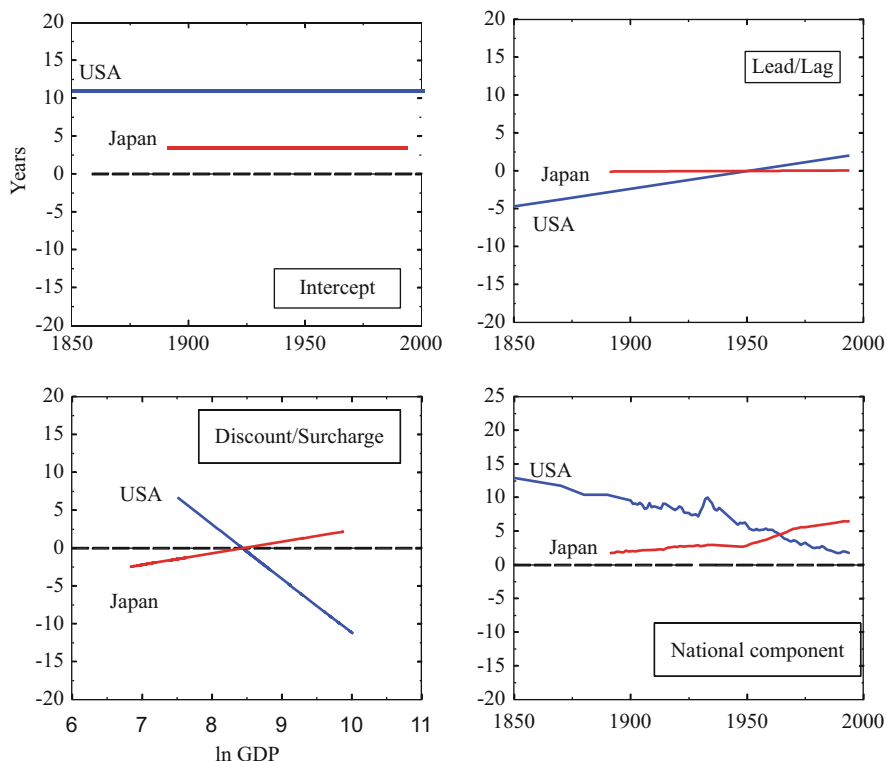 20
15
USA
10
Japan
5
Years
0
-5
-10
Intercept
-15
-20
1850 1900 1950 2000
20
15
Lead/Lag
10
5
Japan
0
-5
USA
-10
-15
-20
1850 1900 1950 2000
20
15
Discount/Surcharge
10
USA
5
0
-5
Japan
-10
-15
-20
6 7 8 9 10 11
ln GDP
25
20
15
USA
10
5
Japan
0
-5
-10
National component
-15
-20
1850 1900 1950 2000